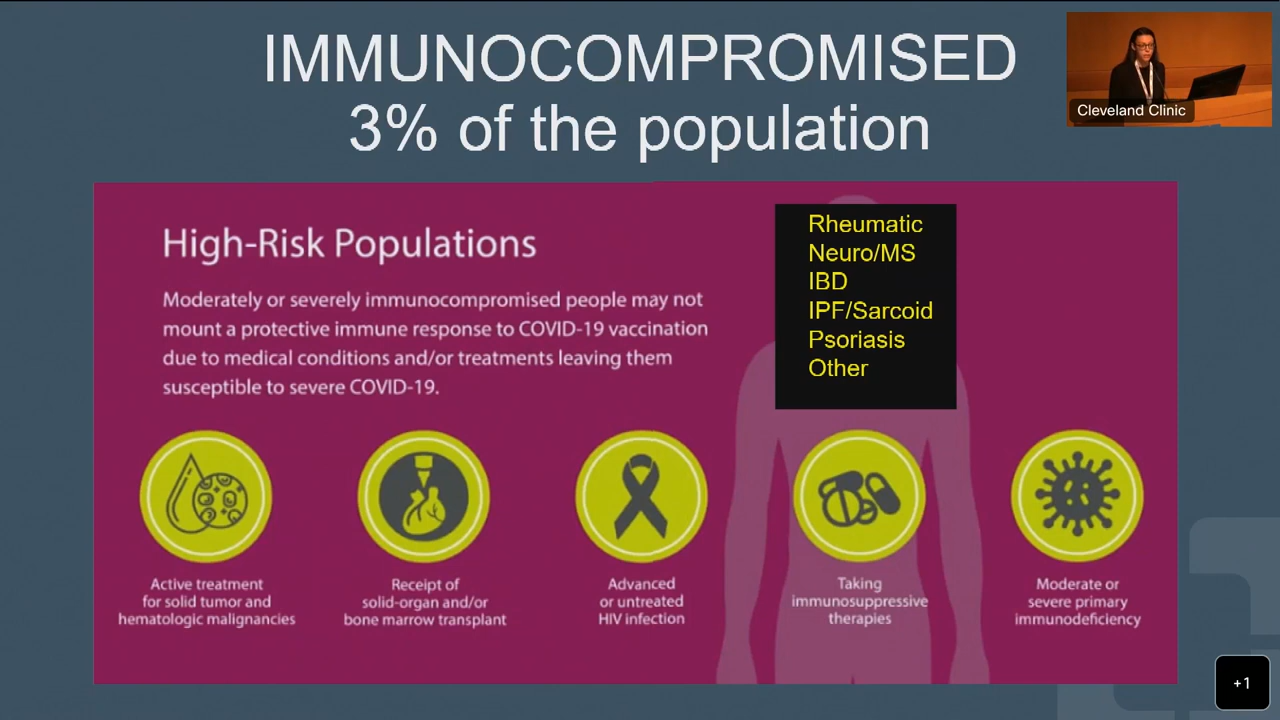 IMMUNOCOMPROMISED
3% of the population
Cleveland Clinic
High-Risk Populations
Moderately or severely immunocompromised people may not
mount a protective immune response to COVID-19 vaccination
due to medical conditions and/or treatments leaving them
susceptible to severe COVID-19.
Rheumatic
Neuro/MS
IBD
IPF/Sarcoid
Psoriasis
Other
Active treatment
for solid tumor and
hematologic malignancies
Receipt of
solid-organ and/or
bone marrow transplant
Advanced
or untreated
HIV infection
Taking
immunosuppressive
therapies
Moderate or
severe primary
immunodeficiency
+1